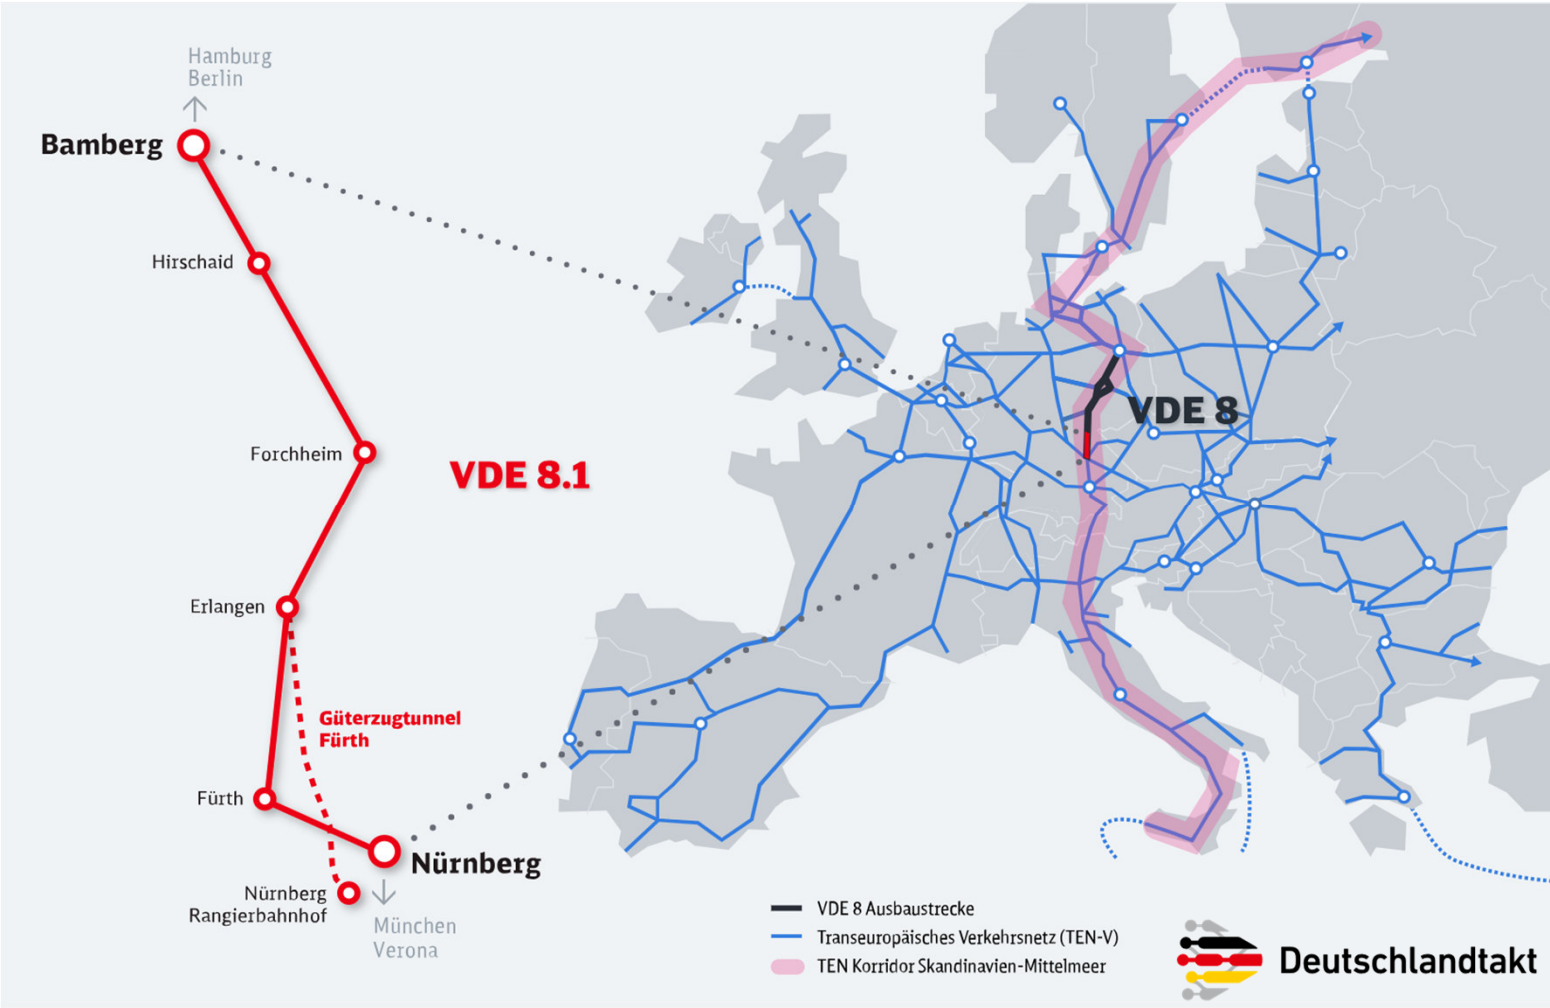 Hamburg
Berlin
Bamberg
Hirschaid
Forchheim
VDE 8.1
Erlangen
Güterzugtunnel
Fürth
Fürth
Nürnberg
Nürnberg
Rangierbahnhof
München
Verona
VDE 8
VDE 8 Ausbaustrecke
Transeuropäisches Verkehrsnetz (TEN-V)
TEN Korridor Skandinavien-Mittelmeer
Deutschlandtakt